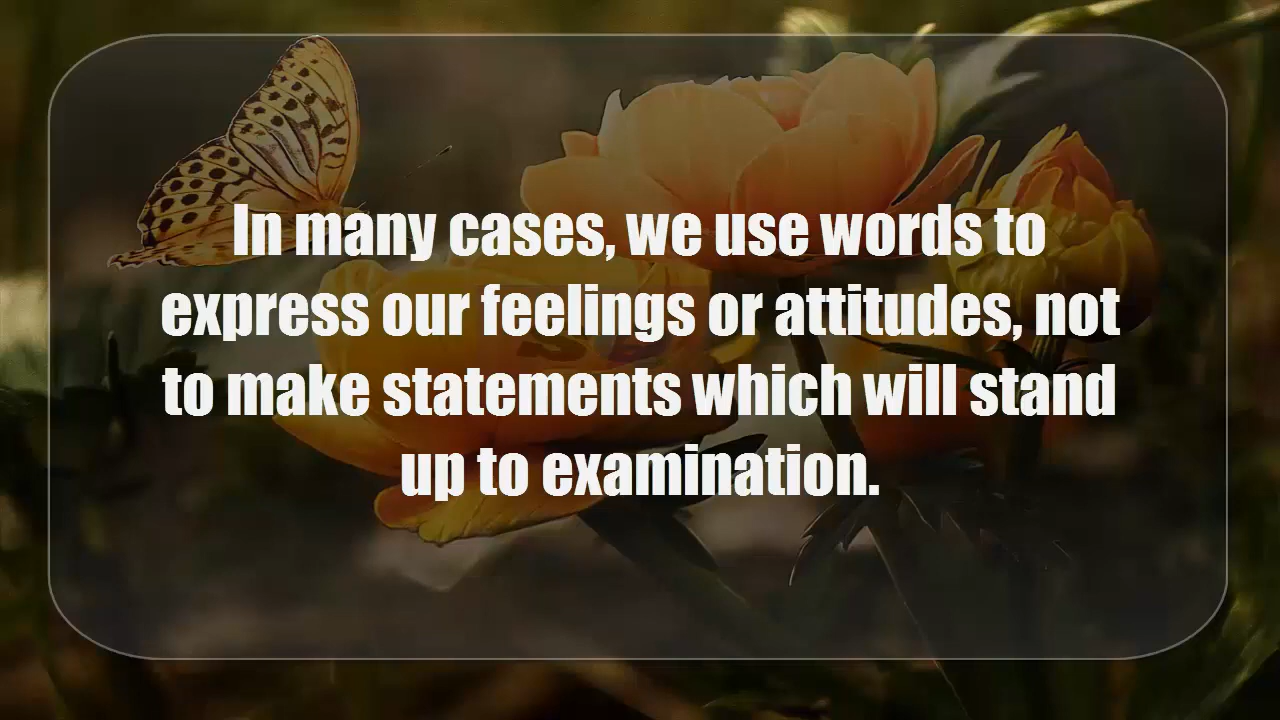 In many cases, we use words to
express our feelings or attitudes, not
to make statements which will stand
up to examination.